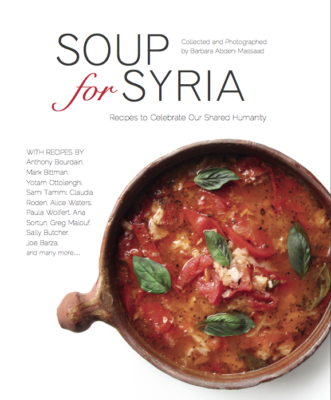 SOUP
for SYRIA
Collected and Photographed
by Barbara Abdeni Massaad
Recipes to Celebrate Our Shared Humanity
WITH RECIPES BY
Anthony Bourdain,
Mark Bittman,
Yotam Ottolenghi,
Sami Tamimi, Claudia
Roden, Alice Waters,
Paula Wolfert, Ana
Sortun, Greg Malouf,
Sally Butcher,
Joe Barza
and many more.....